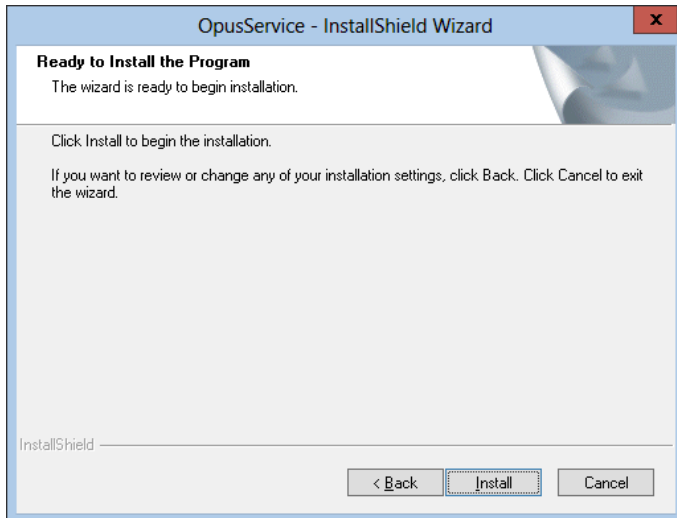 OpusService - InstallShield Wizard
x
Ready to Install the Program
The wizard is ready to begin installation.
Click Install to begin the installation.
If you want to review or change any of your installation settings, click Back. Click Cancel to exit
the wizard.
InstallShield
< Back
Install
Cancel